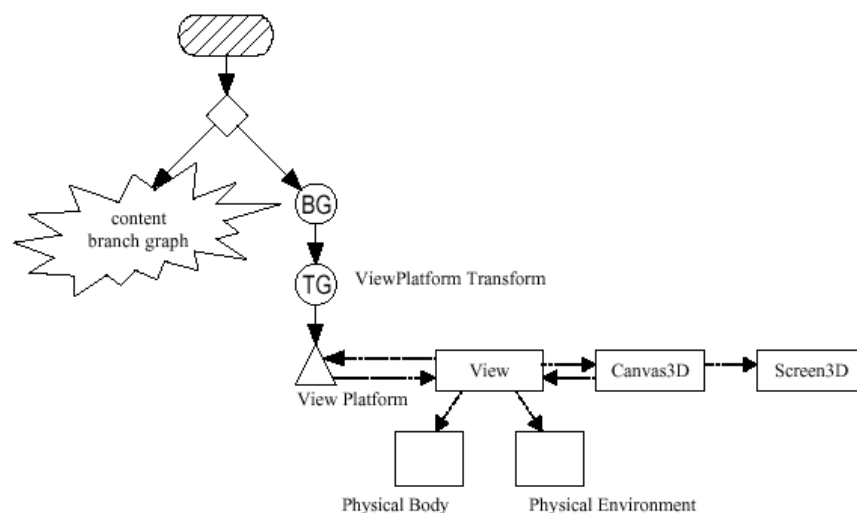 content
branch graph
BG
TG
ViewPlatform Transform
View Platform
View
Canvas3D
Screen3D
Physical Body
Physical Environment